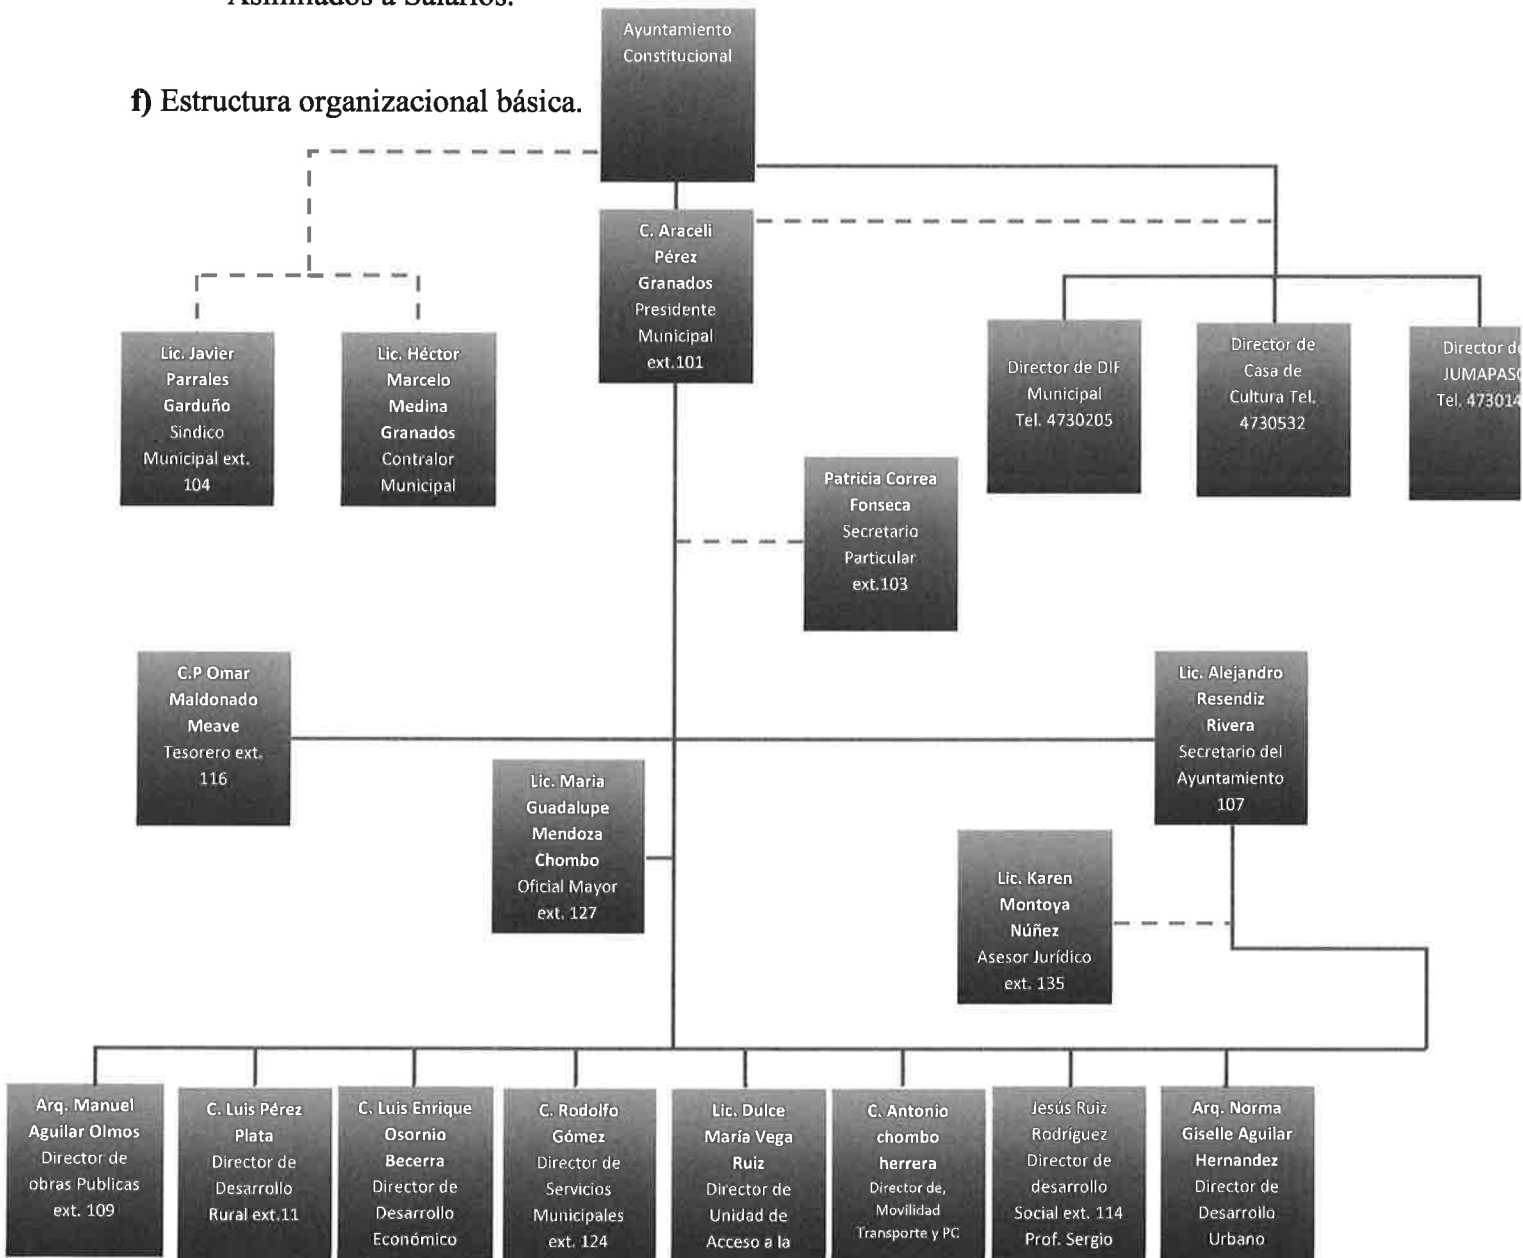 Asimilados a Salarios.
f) Estructura organizacional básica.
Ayuntamiento
Constitucional
C. Araceli
Pérez
Granados
Presidente
Municipal
ext.101
Lic. Javier
Parrales
Garduño
Sindico
Municipal ext.
104
Lic. Héctor
Marcelo
Medina
Granados
Contralor
Municipal
Director de DIF
Municipal
Tel. 4730205
Director de
Casa de
Cultura Tel.
4730532
Director de
JUMAPASC
Tel. 473014
Patricia Correa
Fonseca
Secretario
Particular
ext.103
C.P Omar
Maldonado
Meave
Tesorero ext.
116
Lic. Alejandro
Resendiz
Rivera
Secretario del
Ayuntamiento
107
Lic. Maria
Guadalupe
Mendoza
Chombo
Oficial Mayor
ext. 127
Lic. Karen
Montoya
Núñez
Asesor Jurídico
ext. 135
Arq. Manuel
Aguilar Olmos
Director de
obras Publicas
ext. 109
C. Luis Pérez
Plata
Director de
Desarrollo
Rural ext.11
C. Luis Enrique
Osornio
Becerra
Director de
Desarrollo
Económico
C. Rodolfo
Gómez
Director de
Servicios
Municipales
ext. 124
Lic. Dulce
María Vega
Ruiz
Director de
Unidad de
Acceso a la
C. Antonio
chombo
herrera
Director de,
Movilidad
Transporte y PC
Jesús Ruiz
Rodríguez
Director de
desarrollo
Social ext. 114
Prof. Sergio
Arq. Norma
Giselle Aguilar
Hernandez
Director de
Desarrollo
Urbano